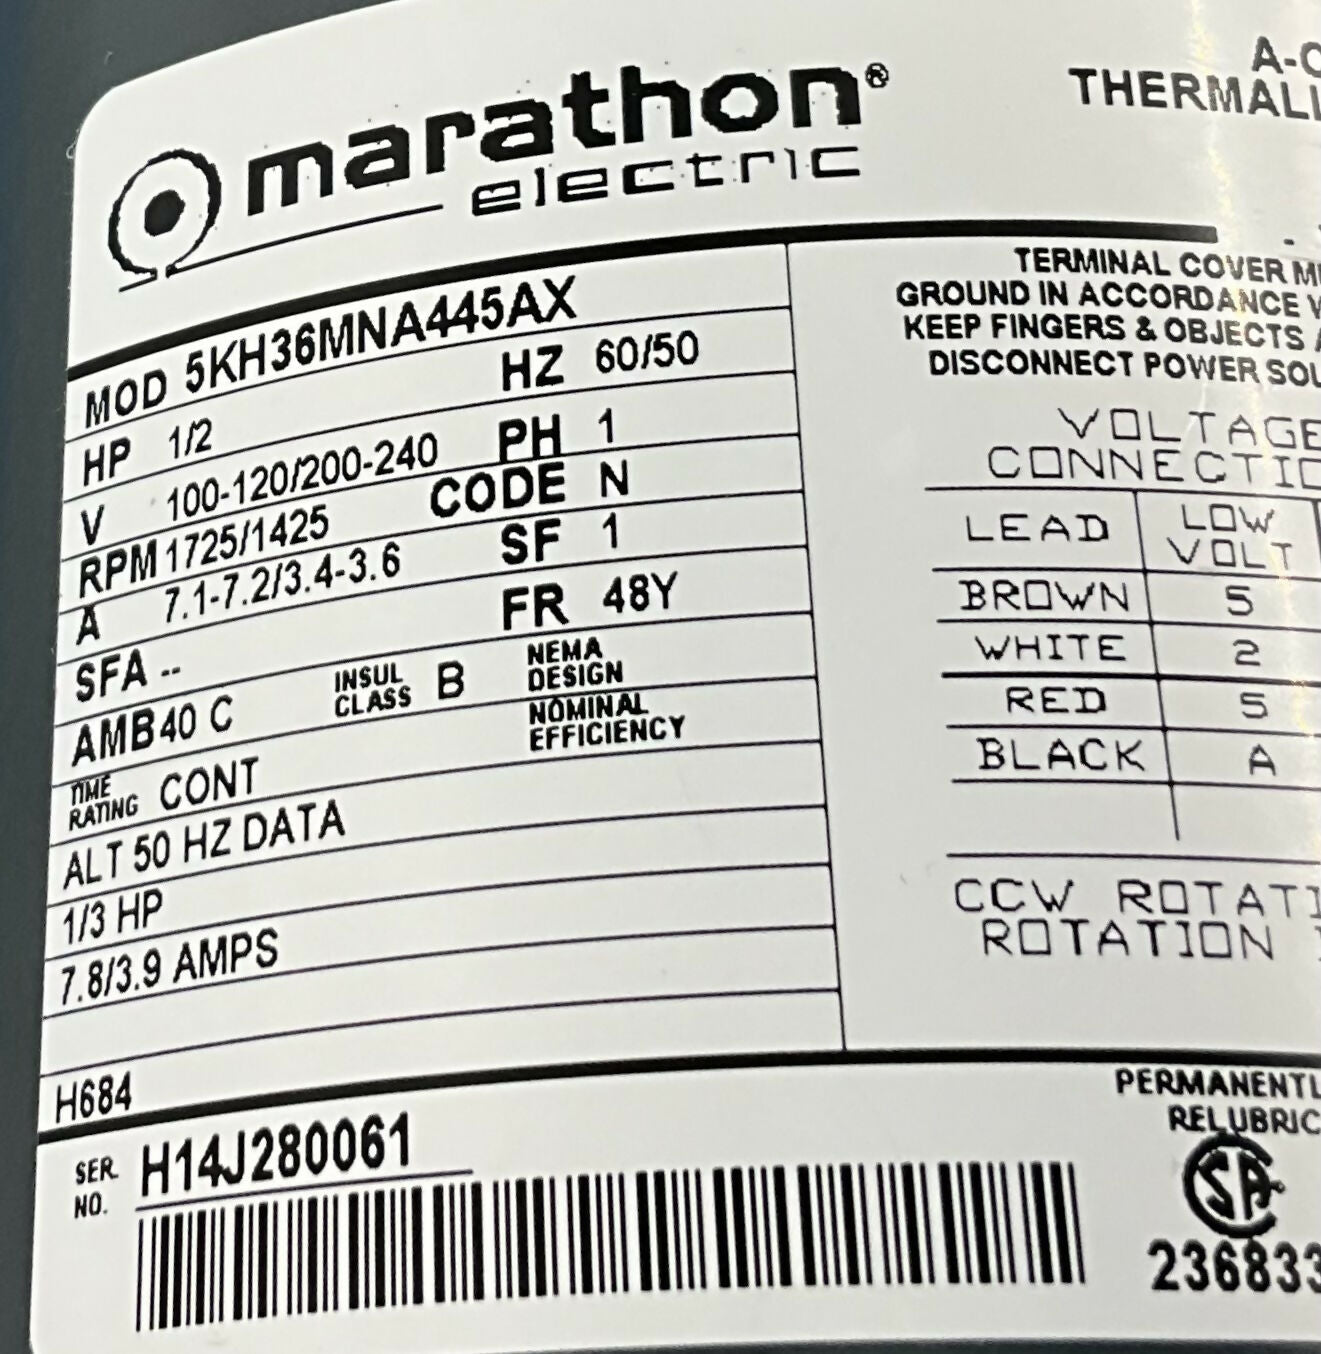 marathon®
electric
A-C
THERMALL
MOD 5KH36MNA445AX
HP 1/2 HZ 60/50
V 100-120/200-240 PH 1
RPM 1725/1425 CODE N
A 7.1-7.2/3.4-3.6 SF 1
SFA -- FR 48Y
AMB 40 C INSUL CLASS B NEMA DESIGN
TIME RATING CONT NOMINAL EFFICIENCY
ALT 50 HZ DATA
1/3 HP
7.8/3.9 AMPS
H684
TERMINAL COVER M
GROUND IN ACCORDANCE
KEEP FINGERS & OBJECTS
DISCONNECT POWER SOU
VOLTAGE
CONNECTIO
LEAD LOW VOLT
BROWN 5
WHITE 2
RED 5
BLACK A
CCW ROTATI
ROTATION
SER. NO. H14J280061
PERMANENTL
RELUBRIC
SA
236833